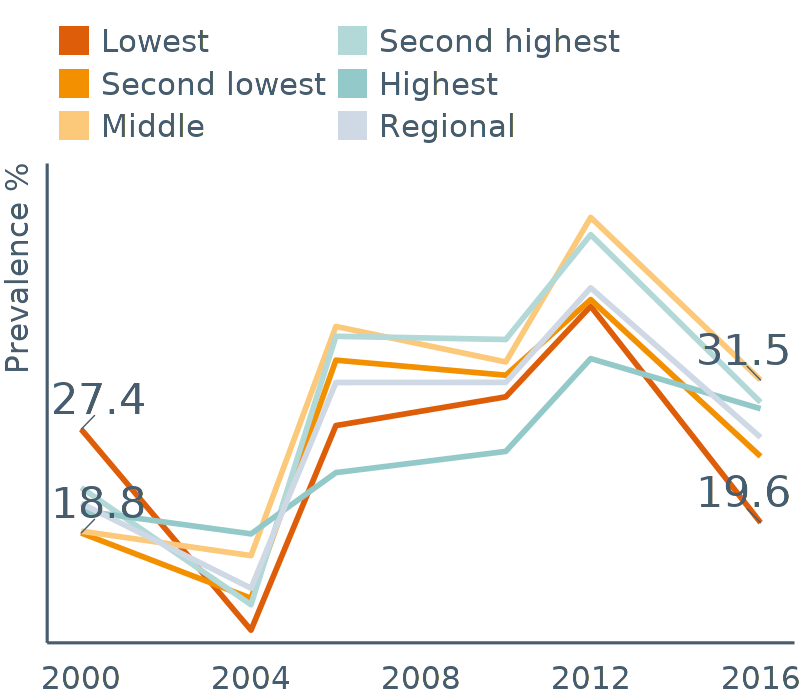 Lowest
Second lowest
Middle
Second highest
Highest
Regional
Prevalence %
27.4
18.8
31.5
19.6
2000 2004 2008 2012 2016